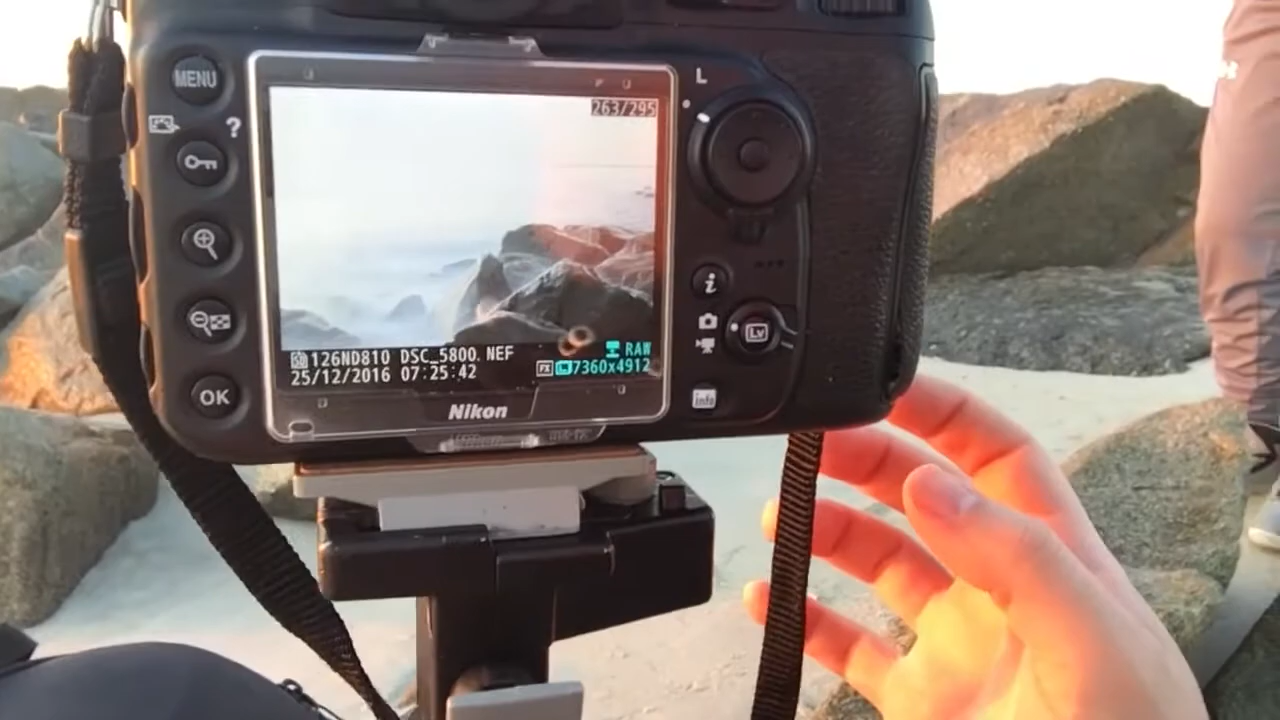 MENU
?
L
263/295
i
Lv
126ND810 DSC_5800.NEF
RAW
25/12/2016 07:25:42
FX
L
7360x4912
OK
info
Nikon